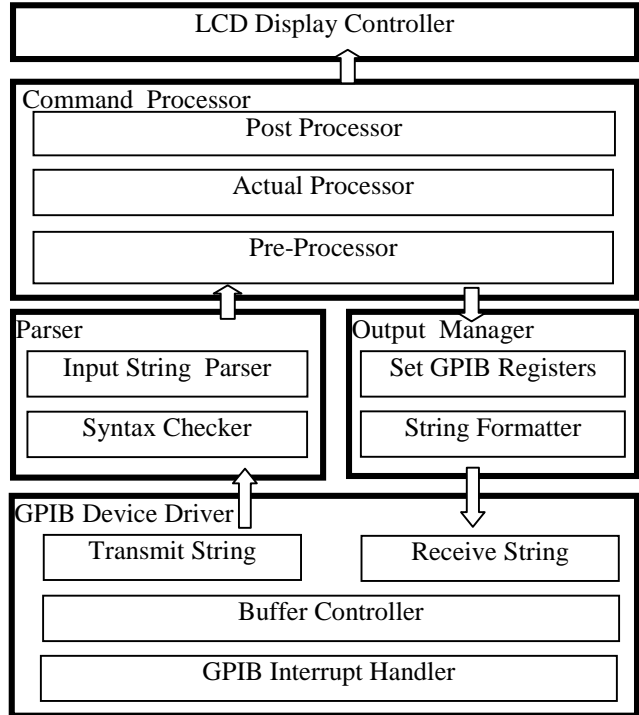 LCD Display Controller
Command Processor
Post Processor
Actual Processor
Pre-Processor
Parser
Input String Parser
Syntax Checker
Output Manager
Set GPIB Registers
String Formatter
GPIB Device Driver
Transmit String
Receive String
Buffer Controller
GPIB Interrupt Handler